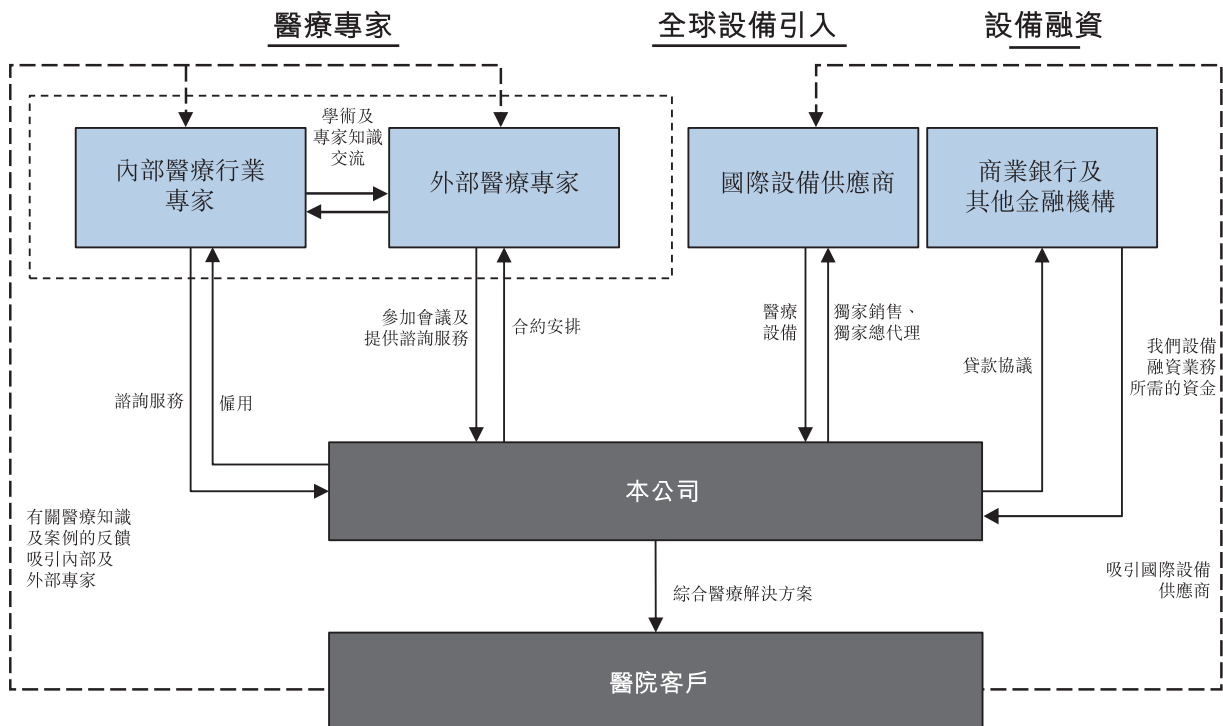 醫療專家
全球設備引入
設備融資
學術及
專家知識
交流
內部醫療行業
專家
外部醫療專家
國際設備供應商
商業銀行及
其他金融機構
參加會議及
提供諮詢服務
合約安排
醫療
設備
獨家銷售、
獨家總代理
貸款協議
我們設備
融資業務
所需的資金
諮詢服務
僱用
本公司
有關醫療知識
及案例的反饋
吸引內部及
外部專家
吸引國際設備
供應商
綜合醫療解決方案
醫院客戶